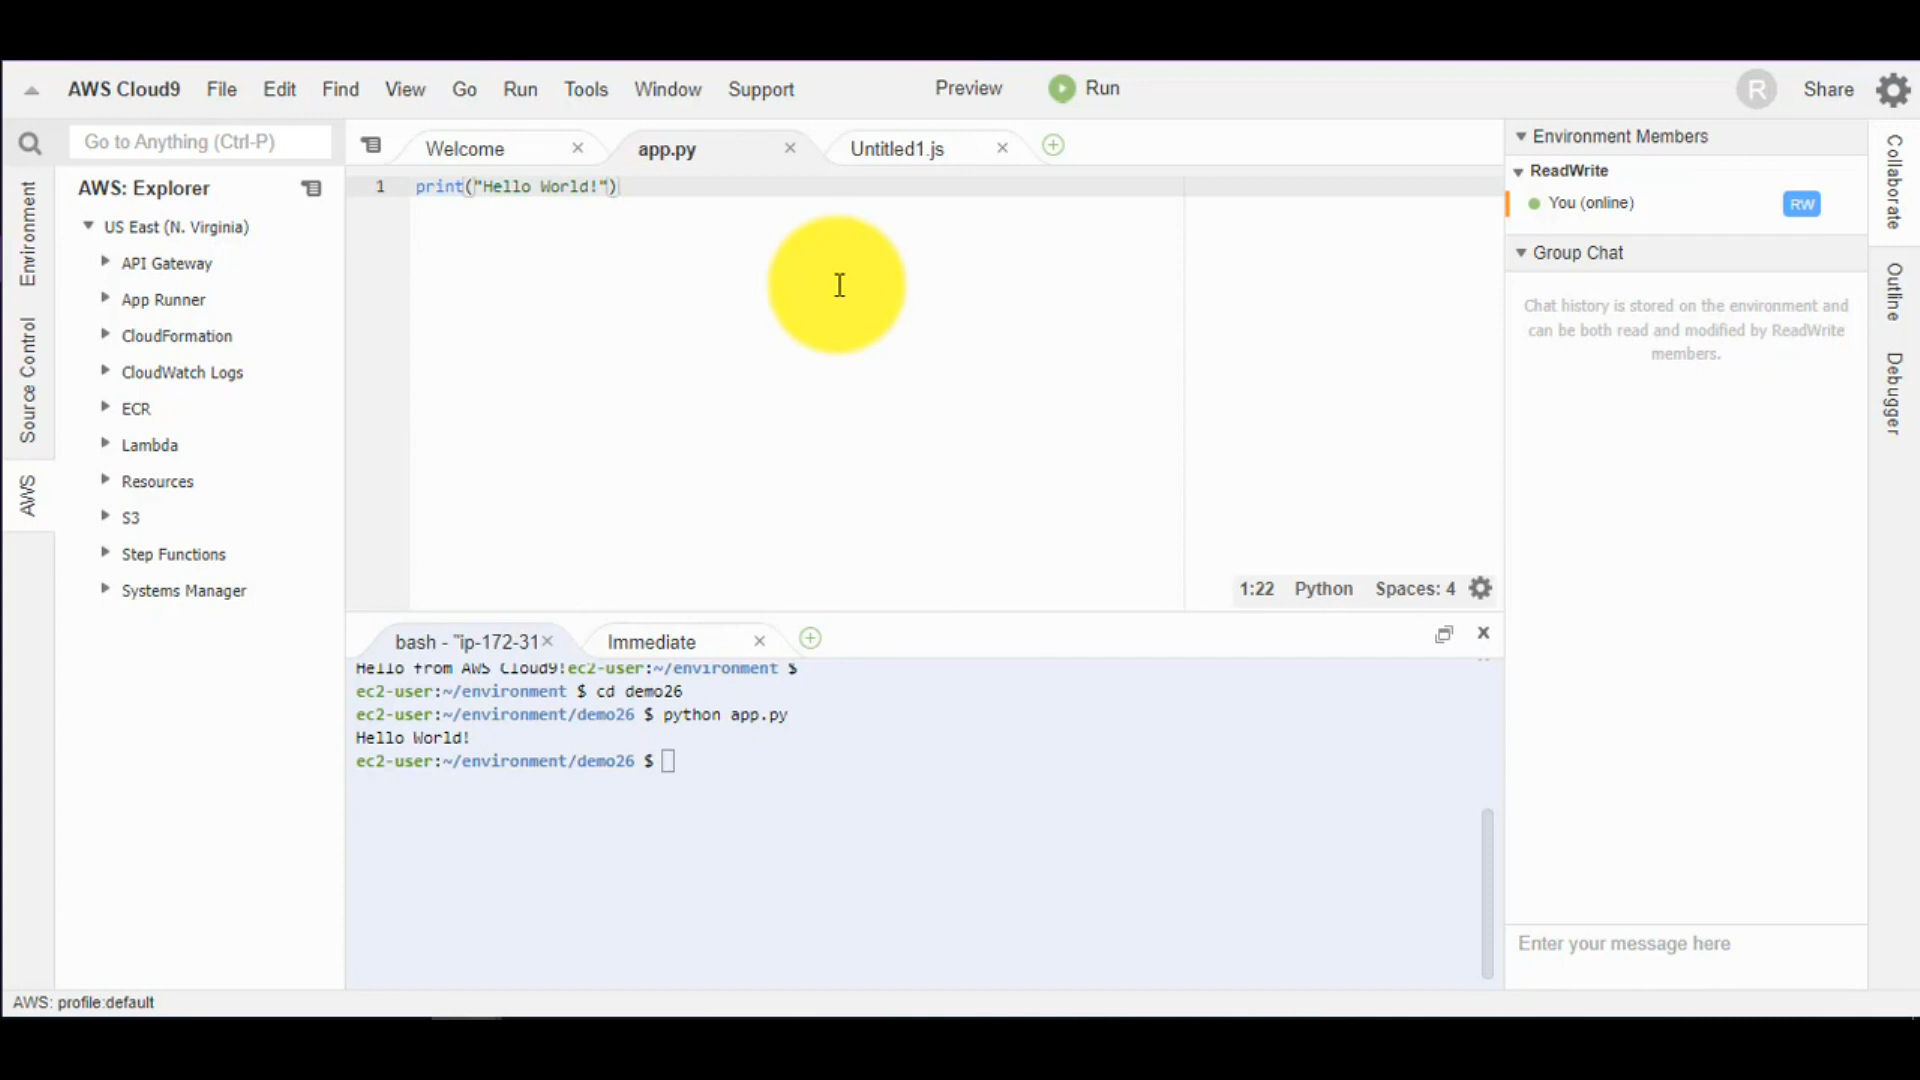 AWS Cloud9 File Edit Find View Go Run Tools Window Support Preview Run R Share
Go to Anything (Ctrl-P)
Welcome app.py Untitled1.js
Environment
Source Control
AWS
AWS: Explorer
US East (N. Virginia)
API Gateway
App Runner
CloudFormation
CloudWatch Logs
ECR
Lambda
Resources
S3
Step Functions
Systems Manager
1 print("Hello World!")
1:22 Python Spaces: 4
bash - "ip-172-31 Immediate
Hello from AWS Cloud9!ec2-user:~/environment $
ec2-user:~/environment $ cd demo26
ec2-user:~/environment/demo26 $ python app.py
Hello World!
ec2-user:~/environment/demo26 $
Environment Members
ReadWrite
You (online) RW
Group Chat
Chat history is stored on the environment and
can be both read and modified by ReadWrite
members.
Enter your message here
Collaborate
Outline
Debugger
AWS: profile:default